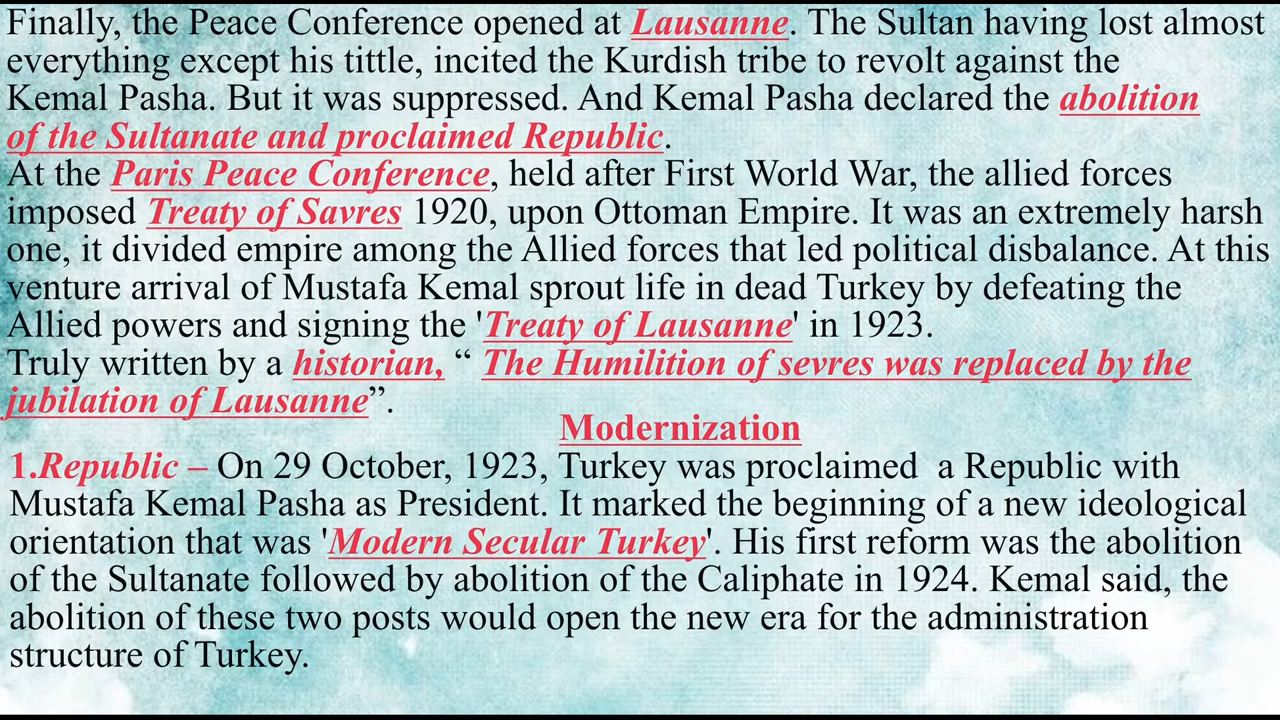 Finally, the Peace Conference opened at Lausanne. The Sultan having lost almost
everything except his tittle, incited the Kurdish tribe to revolt against the
Kemal Pasha. But it was suppressed. And Kemal Pasha declared the abolition
of the Sultanate and proclaimed Republic.
At the Paris Peace Conference, held after First World War, the allied forces
imposed Treaty of Savres 1920, upon Ottoman Empire. It was an extremely harsh
one, it divided empire among the Allied forces that led political disbalance. At this
venture arrival of Mustafa Kemal sprout life in dead Turkey by defeating the
Allied powers and signing the 'Treaty of Lausanne' in 1923.
Truly written by a historian, “ The Humilition of sevres was replaced by the
jubilation of Lausanne”.
Modernization
1.Republic – On 29 October, 1923, Turkey was proclaimed  a Republic with
Mustafa Kemal Pasha as President. It marked the beginning of a new ideological
orientation that was 'Modern Secular Turkey'. His first reform was the abolition
of the Sultanate followed by abolition of the Caliphate in 1924. Kemal said, the
abolition of these two posts would open the new era for the administration
structure of Turkey.